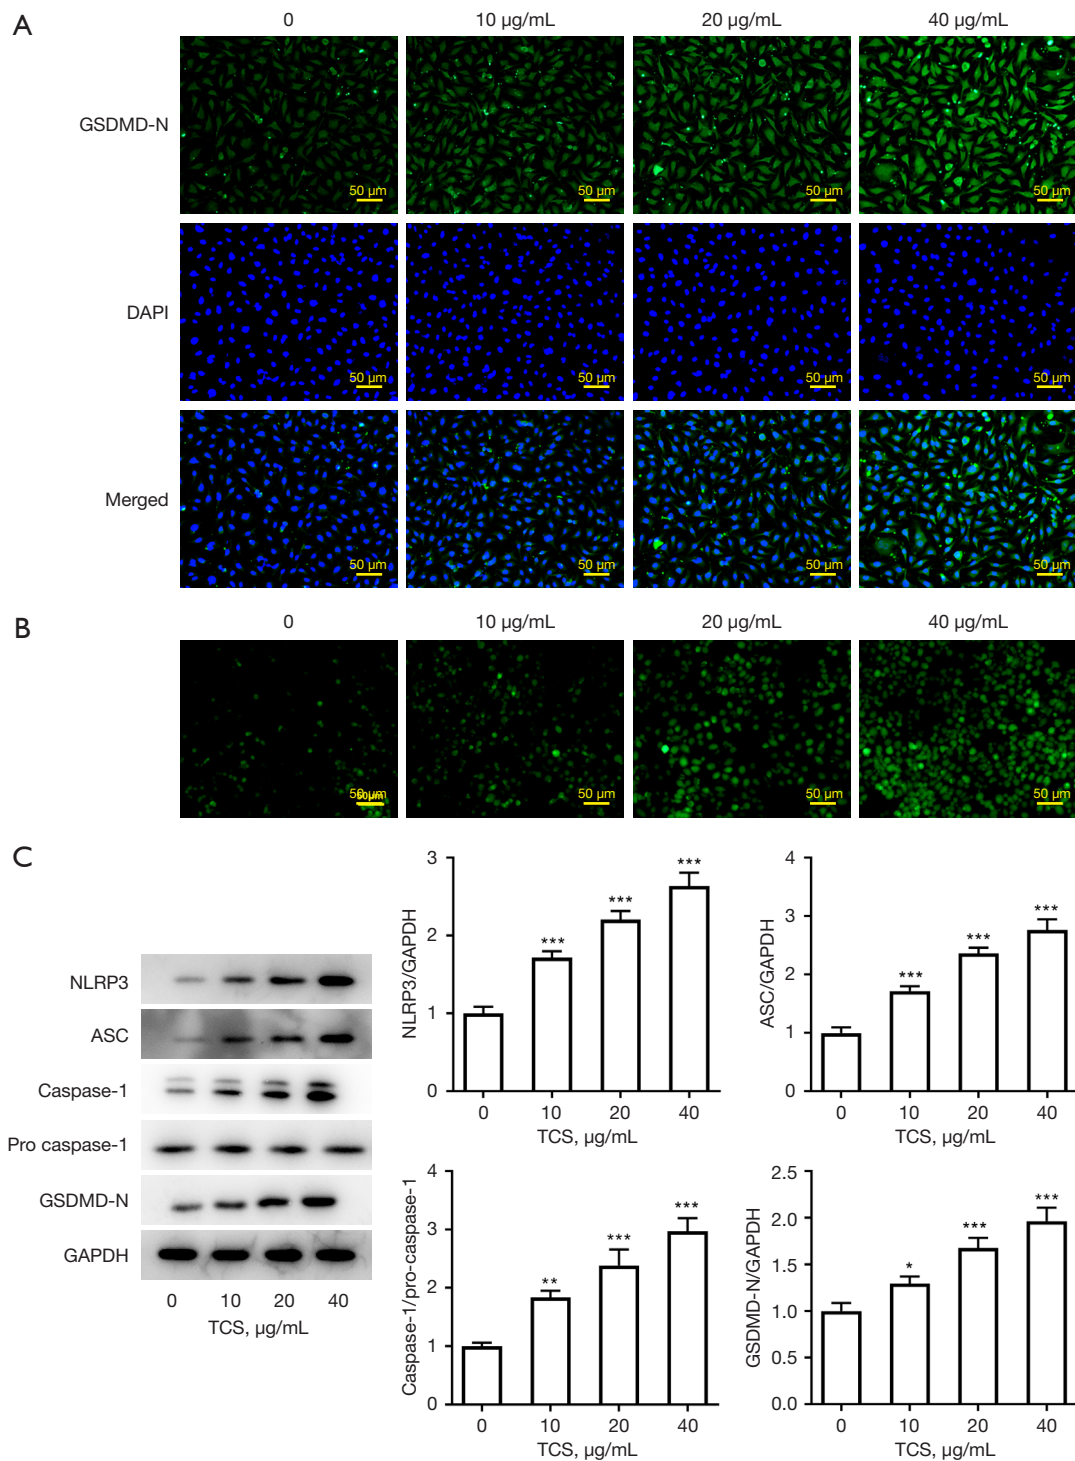 A
0 10 µg/mL 20 µg/mL 40 µg/mL
GSDMD-N
50 µm 50 µm 50 µm 50 µm
DAPI
50 µm 50 µm 50 µm 50 µm
Merged
50 µm 50 µm 50 µm 50 µm
B
0 10 µg/mL 20 µg/mL 40 µg/mL
50 µm 50 µm 50 µm 50 µm
C
NLRP3
ASC
Caspase-1
Pro caspase-1
GSDMD-N
GAPDH
0 10 20 40
TCS, µg/mL
NLRP3/GAPDH
3
2
1
0
*** *** ***
0 10 20 40
TCS, µg/mL
ASC/GAPDH
4
3
2
1
0
*** *** ***
0 10 20 40
TCS, µg/mL
Caspase-1/pro-caspase-1
4
3
2
1
0
** *** ***
0 10 20 40
TCS, µg/mL
GSDMD-N/GAPDH
2.5
2.0
1.5
1.0
0.5
0.0
* *** ***
0 10 20 40
TCS, µg/mL